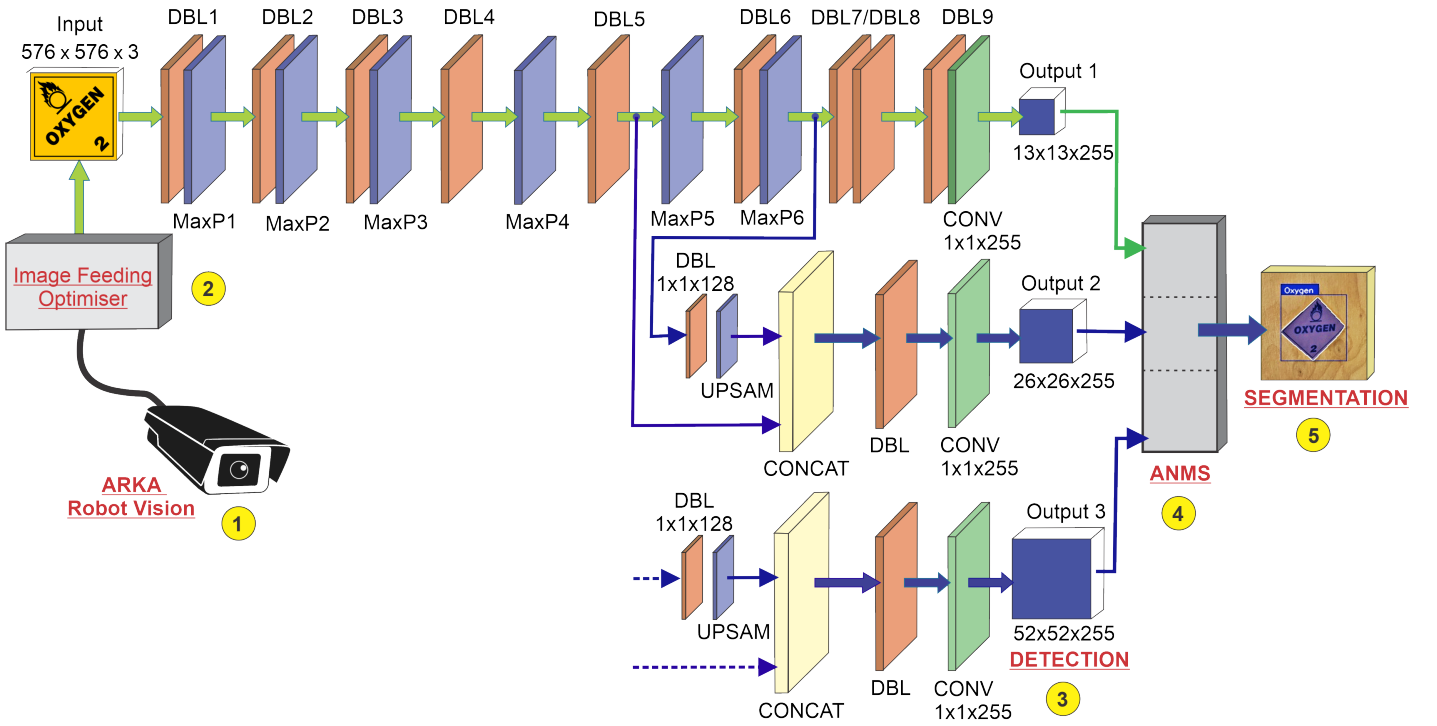 Input
576 x 576 x 3
DBL1
DBL2
DBL3
DBL4
DBL5
DBL6
DBL7/DBL8
DBL9
OXYGEN
2
MaxP1
MaxP2
MaxP3
MaxP4
MaxP5
MaxP6
CONV
1x1x255
Output 1
13x13x255
Image Feeding
Optimiser
2
DBL
1x1x128
UPSAM
CONCAT
DBL
CONV
1x1x255
Output 2
26x26x255
Oxygen
OXYGEN
2
SEGMENTATION
5
ARKA
Robot Vision
1
ANMS
4
DBL
1x1x128
UPSAM
CONCAT
DBL
CONV
1x1x255
Output 3
52x52x255
DETECTION
3